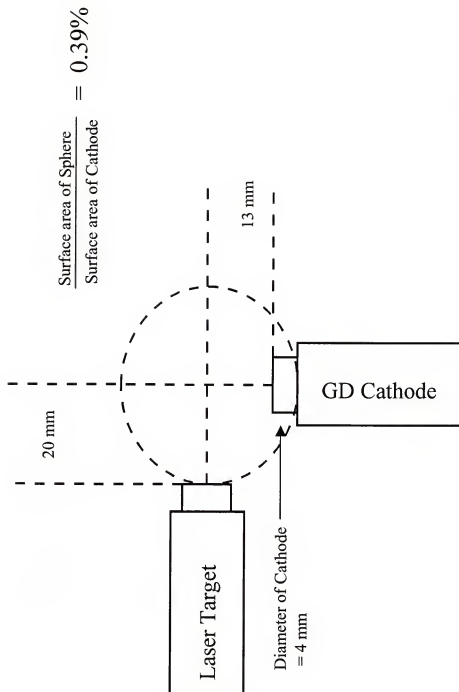 Surface area of Sphere = 0.39%
Surface area of Cathode
20 mm
13 mm
Laser Target
GD Cathode
Diameter of Cathode
= 4 mm